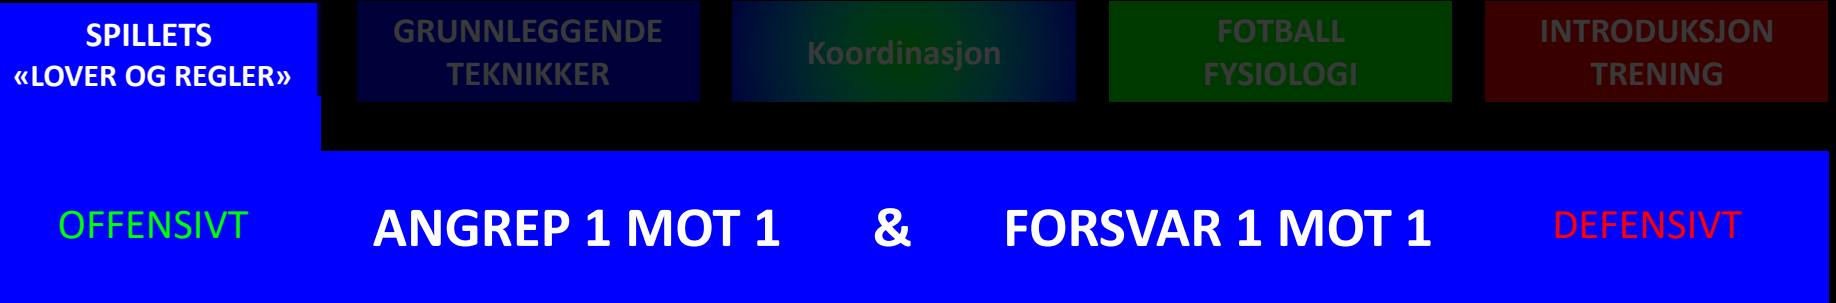 SPILLETS
«LOVER OG REGLER»
GRUNNLEGGENDE
TEKNIKKER
Koordinasjon
FOTBALL
FYSIOLOGI
INTRODUKSJON
TRENING
OFFENSIVT ANGREP 1 MOT 1 & FORSVAR 1 MOT 1 DEFENSIVT